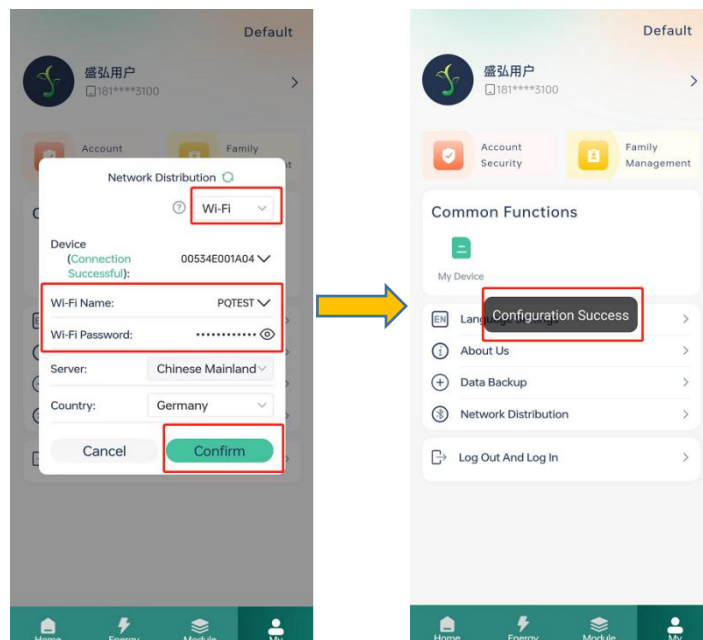 Default
盛弘用户
181****3100
Account
Family
Network Distribution
Wi-Fi
Device
(Connection
Successful):
00534E001A04
Wi-Fi Name:
PQTEST
Wi-Fi Password:
············
Server:
Chinese Mainland
Country:
Germany
Cancel
Confirm
Home
Energy
Module
My
Default
盛弘用户
181****3100
Account
Security
Family
Management
Common Functions
My Device
Configuration Success
EN
About Us
Data Backup
Network Distribution
Log Out And Log In
Home
Energy
Module
My